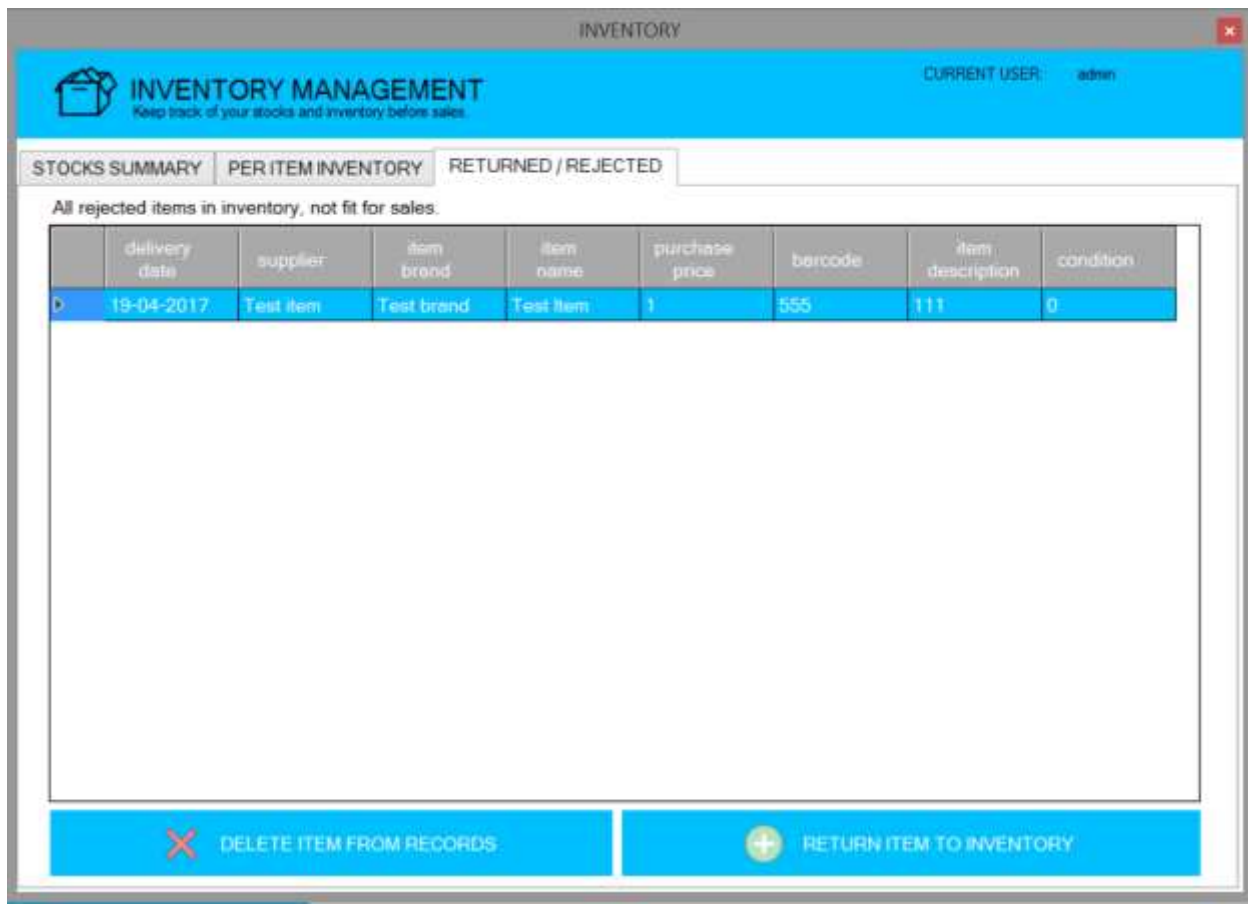 INVENTORY
INVENTORY MANAGEMENT
Keep track of your stocks and inventory before sales.
CURRENT USER: admin
STOCKS SUMMARY PER ITEM INVENTORY RETURNED / REJECTED
All rejected items in inventory, not fit for sales.
delivery date supplier item brand item name purchase price barcode item description condition
19-04-2017 Test item Test brand Test Item 1 555 111 0
DELETE ITEM FROM RECORDS RETURN ITEM TO INVENTORY